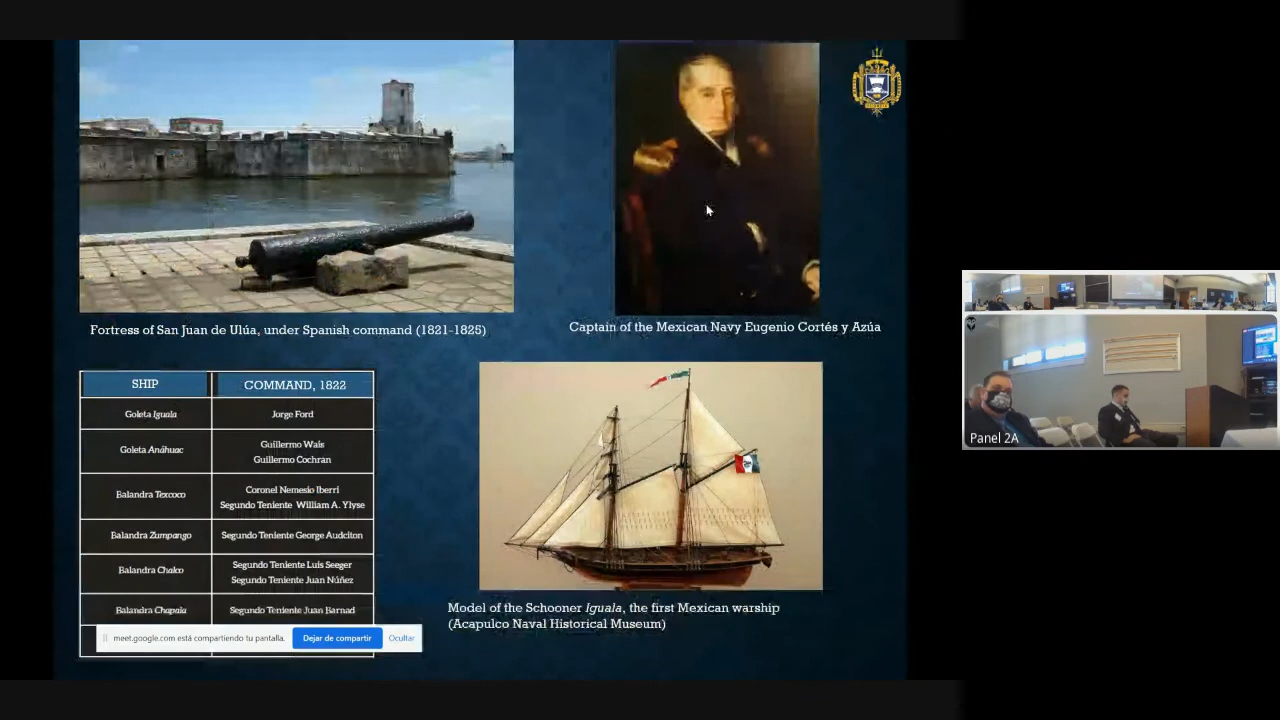 Fortress of San Juan de Ulúa, under Spanish command (1821-1825)
Captain of the Mexican Navy Eugenio Cortés y Azúa
SHIP
COMMAND, 1822
Goleta Iguala
Jorge Ford
Goleta Anáhuac
Guillermo Wais
Guillermo Cochran
Balandra Texcoco
Coronel Nemesio Iberri
Segundo Teniente William A. Ylyse
Balandra Zumpango
Segundo Teniente George Audciton
Balandra Chalco
Segundo Teniente Luis Seeger
Segundo Teniente Juan Núñez
Balandra Chapala
Segundo Teniente Juan Barnad
meet.google.com está compartiendo tu pantalla.
Dejar de compartir
Ocultar
Model of the Schooner Iguala, the first Mexican warship
(Acapulco Naval Historical Museum)
Panel 2A